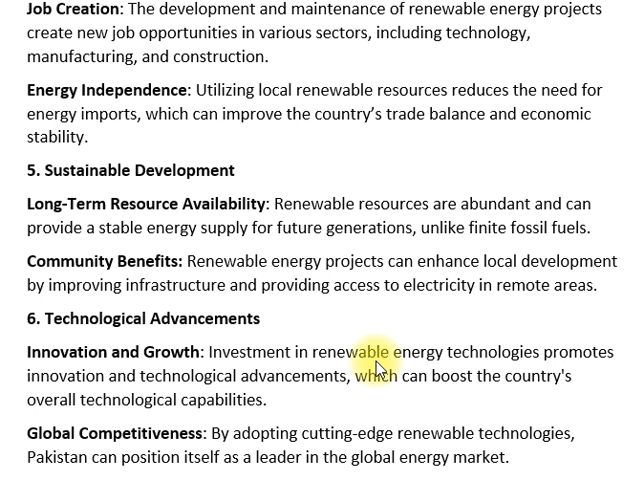 Job Creation: The development and maintenance of renewable energy projects
create new job opportunities in various sectors, including technology,
manufacturing, and construction.
Energy Independence: Utilizing local renewable resources reduces the need for
energy imports, which can improve the country’s trade balance and economic
stability.
5. Sustainable Development
Long-Term Resource Availability: Renewable resources are abundant and can
provide a stable energy supply for future generations, unlike finite fossil fuels.
Community Benefits: Renewable energy projects can enhance local development
by improving infrastructure and providing access to electricity in remote areas.
6. Technological Advancements
Innovation and Growth: Investment in renewable energy technologies promotes
innovation and technological advancements, which can boost the country's
overall technological capabilities.
Global Competitiveness: By adopting cutting-edge renewable technologies,
Pakistan can position itself as a leader in the global energy market.